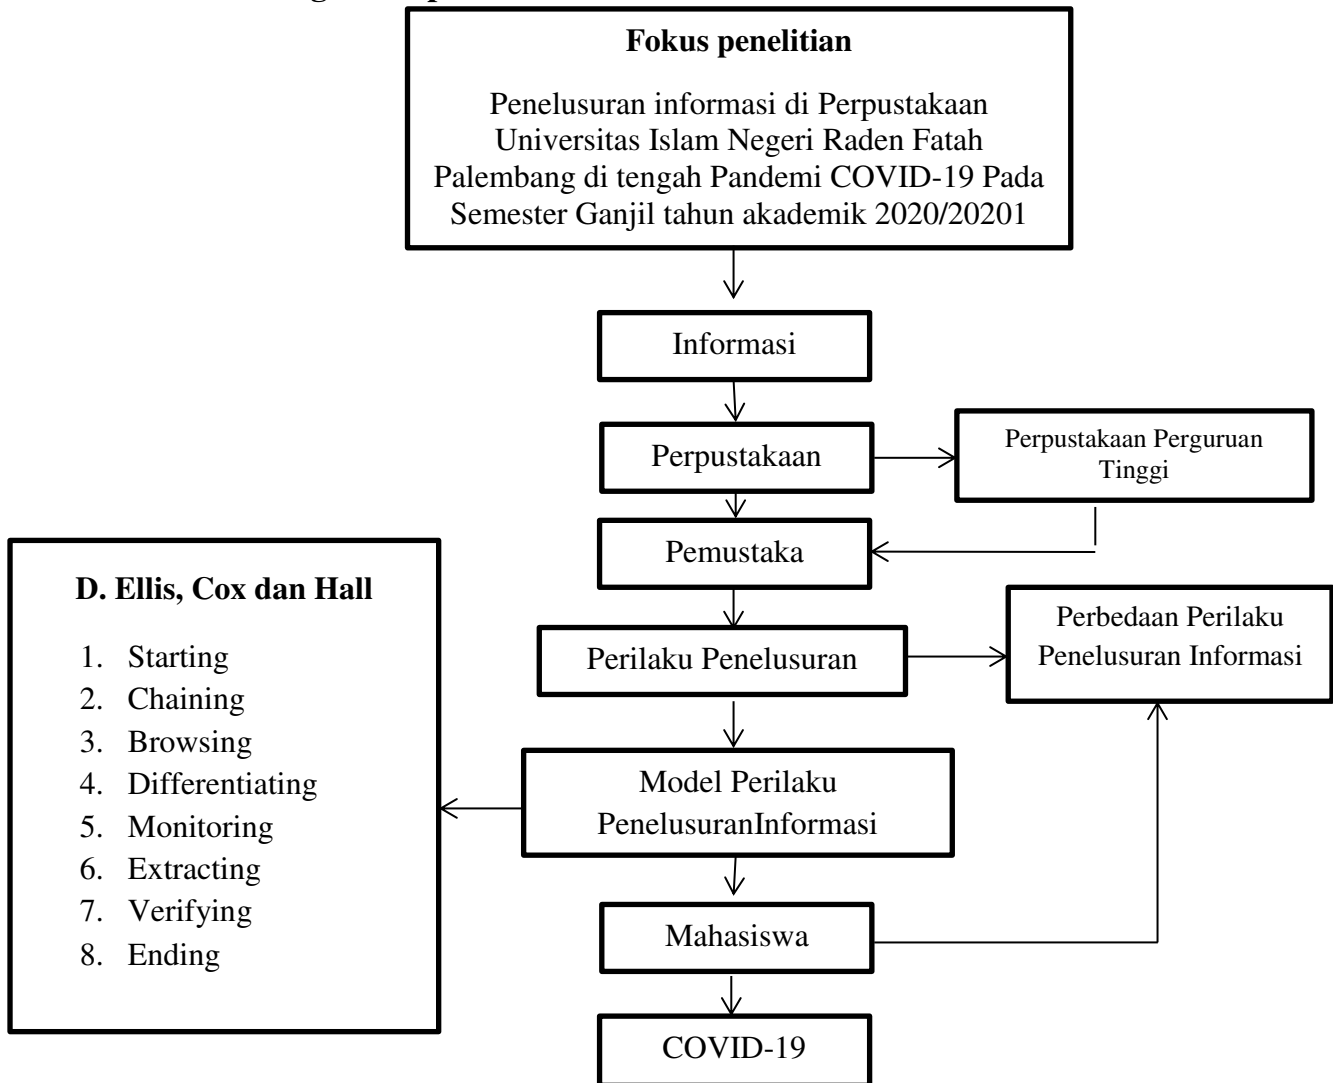 Fokus penelitian
Penelusuran informasi di Perpustakaan
Universitas Islam Negeri Raden Fatah
Palembang di tengah Pandemi COVID-19 Pada
Semester Ganjil tahun akademik 2020/20201
Informasi
Perpustakaan
Perpustakaan Perguruan
Tinggi
Pemustaka
D. Ellis, Cox dan Hall
1. Starting
2. Chaining
3. Browsing
4. Differentiating
5. Monitoring
6. Extracting
7. Verifying
8. Ending
Perilaku Penelusuran
Perbedaan Perilaku
Penelusuran Informasi
Model Perilaku
PenelusuranInformasi
Mahasiswa
COVID-19